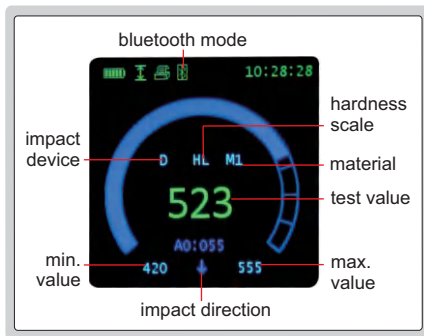 bluetooth mode
10:28:28
hardness
scale
impact
device
D HL M1
material
523
test value
A0:055
min.
value
420 555
max.
value
impact direction